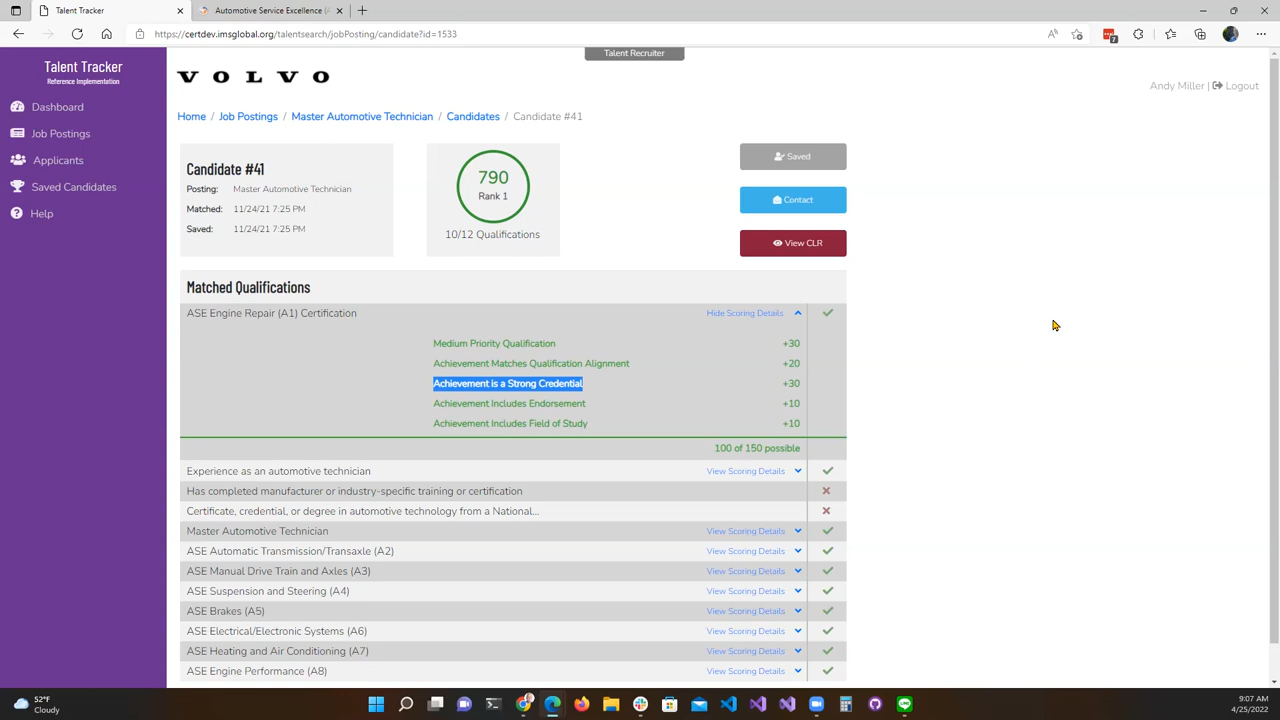 Talent Tracker
Automotive Service Excellence (
https://certdev.imsglobal.org/talentsearch/jobPosting/candidate?id=1533
7
Talent Tracker
Reference Implementation
Dashboard
Job Postings
Applicants
Saved Candidates
Help
Talent Recruiter
VOLVO
Andy Miller | Logout
Home / Job Postings / Master Automotive Technician / Candidates / Candidate #41
Candidate #41
Posting: Master Automotive Technician
Matched: 11/24/21 7:25 PM
Saved: 11/24/21 7:25 PM
790
Rank 1
10/12 Qualifications
Saved
Contact
View CLR
Matched Qualifications
ASE Engine Repair (A1) Certification Hide Scoring Details
Medium Priority Qualification +30
Achievement Matches Qualification Alignment +20
Achievement is a Strong Credential +30
Achievement Includes Endorsement +10
Achievement Includes Field of Study +10
100 of 150 possible
Experience as an automotive technician View Scoring Details
Has completed manufacturer or industry-specific training or certification
Certificate, credential, or degree in automotive technology from a National...
Master Automotive Technician View Scoring Details
ASE Automatic Transmission/Transaxle (A2) View Scoring Details
ASE Manual Drive Train and Axles (A3) View Scoring Details
ASE Suspension and Steering (A4) View Scoring Details
ASE Brakes (A5) View Scoring Details
ASE Electrical/Electronic Systems (A6) View Scoring Details
ASE Heating and Air Conditioning (A7) View Scoring Details
ASE Engine Performance (A8) View Scoring Details
52°F
Cloudy
9:07 AM
4/25/2022